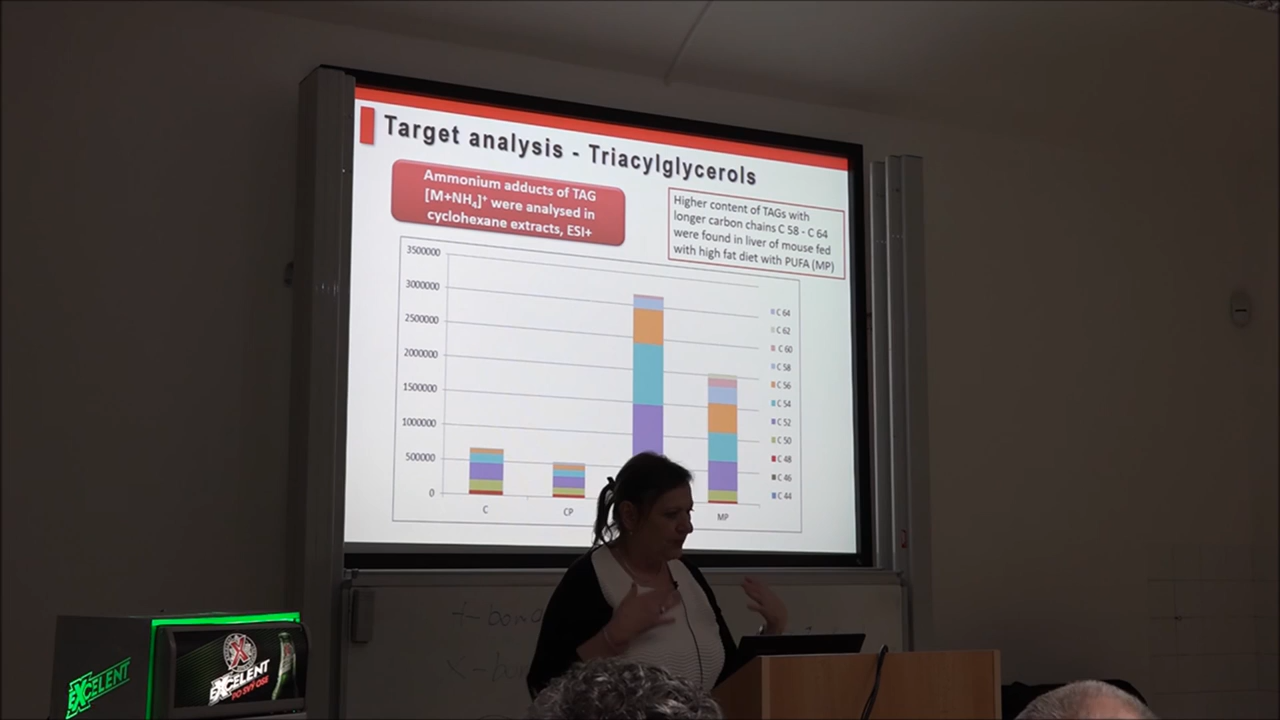 Target analysis - Triacylglycerols
Ammonium adducts of TAG
[M+NH4]+ were analysed in
cyclohexane extracts, ESI+
Higher content of TAGs with
longer carbon chains C 58 - C 64
were found in liver of mouse fed
with high fat diet with PUFA (MP)
3500000
3000000
2500000
2000000
1500000
1000000
500000
0
C
CP
MP
C 64
C 62
C 60
C 58
C 56
C 54
C 52
C 50
C 48
C 46
C 44
EXCELENT
EXCELENT
PO SVÝ OSE